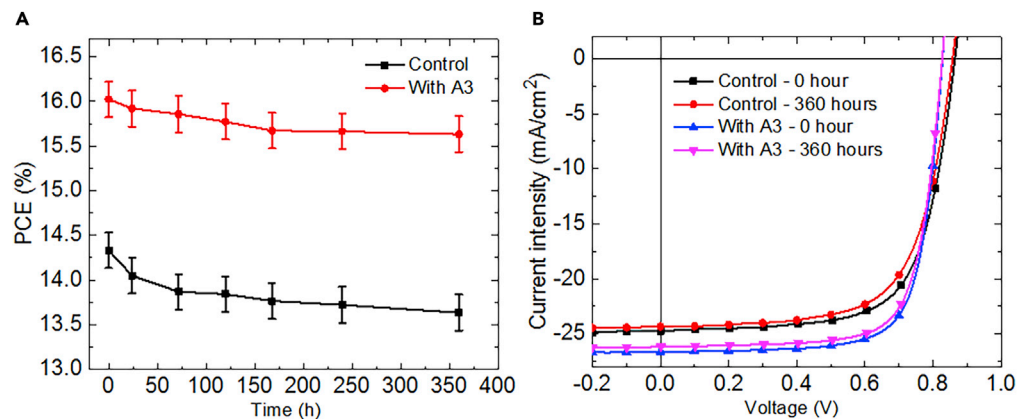 A
PCE (%)
16.5
16.0
15.5
15.0
14.5
14.0
13.5
13.0
Control
With A3
0 50 100 150 200 250 300 350 400
Time (h)
B
Current intensity (mA/cm²)
0
-5
-10
-15
-20
-25
Control - 0 hour
Control - 360 hours
With A3 - 0 hour
With A3 - 360 hours
-0.2 0.0 0.2 0.4 0.6 0.8 1.0
Voltage (V)